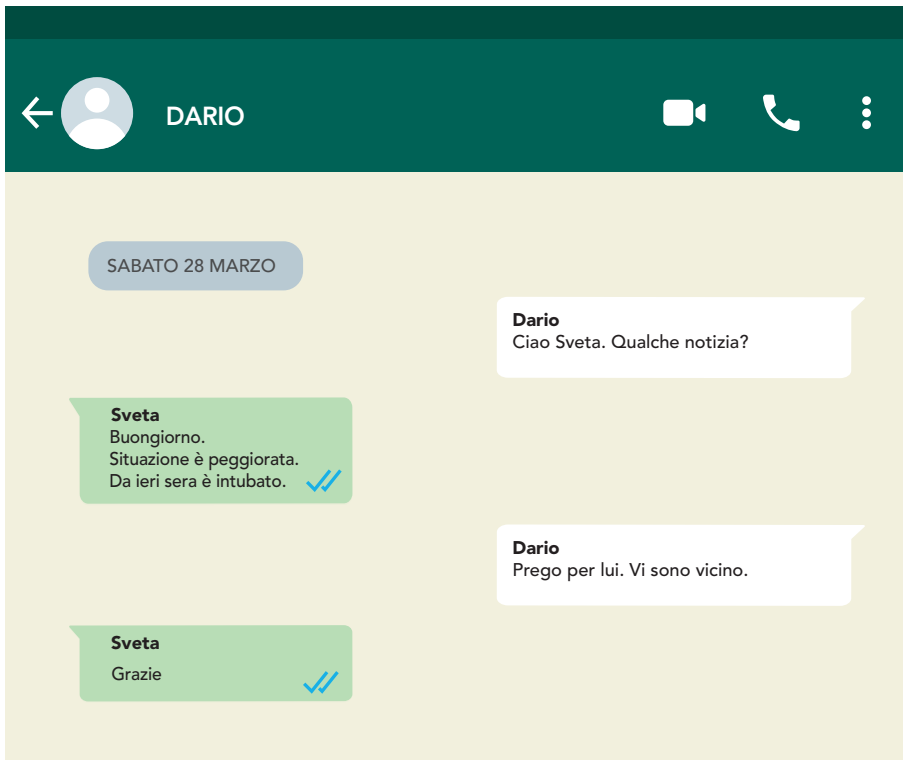 DARIO
SABATO 28 MARZO
Dario
Ciao Sveta. Qualche notizia?
Sveta
Buongiorno.
Situazione è peggiorata.
Da ieri sera è intubato.
Dario
Prego per lui. Vi sono vicino.
Sveta
Grazie